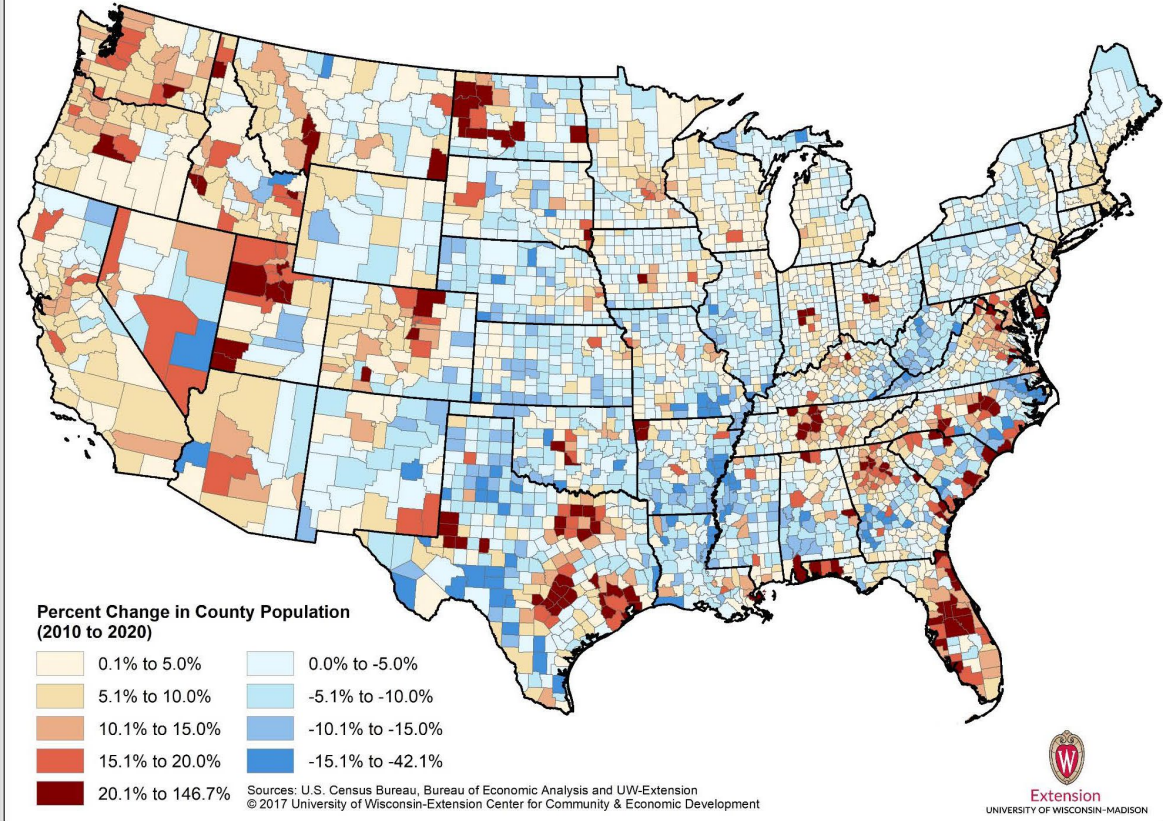 Percent Change in County Population
(2010 to 2020)
0.1% to 5.0%
0.0% to -5.0%
5.1% to 10.0%
-5.1% to -10.0%
10.1% to 15.0%
-10.1% to -15.0%
15.1% to 20.0%
-15.1% to -42.1%
20.1% to 146.7%
Sources: U.S. Census Bureau, Bureau of Economic Analysis and UW-Extension
© 2017 University of Wisconsin-Extension Center for Community & Economic Development
W
Extension
UNIVERSITY OF WISCONSIN-MADISON